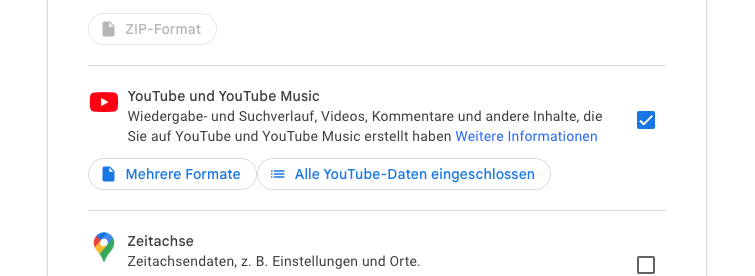 ZIP-Format
YouTube und YouTube Music
Wiedergabe- und Suchverlauf, Videos, Kommentare und andere Inhalte, die
Sie auf YouTube und YouTube Music erstellt haben Weitere Informationen
Mehrere Formate
Alle YouTube-Daten eingeschlossen
Zeitachse
Zeitachsendaten, z. B. Einstellungen und Orte.